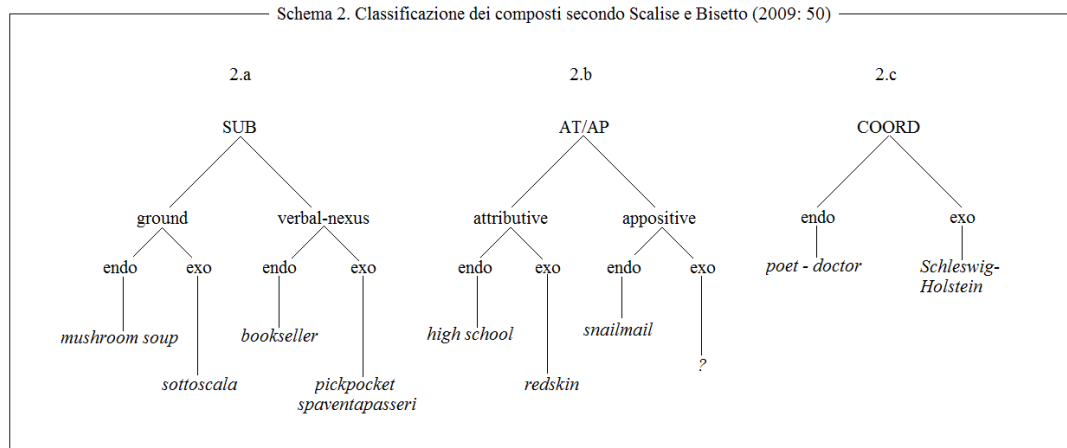 Schema 2. Classificazione dei composti secondo Scalise e Bisetto (2009: 50)
2.a 2.b 2.c
SUB AT/AP COORD
ground verbal-nexus attributive appositive endo exo
endo exo endo exo endo exo endo exo
poet - doctor Schleswig-
Holstein
mushroom soup bookseller high school snailmail
sottoscala pickpocket redskin ?
spaventapasseri